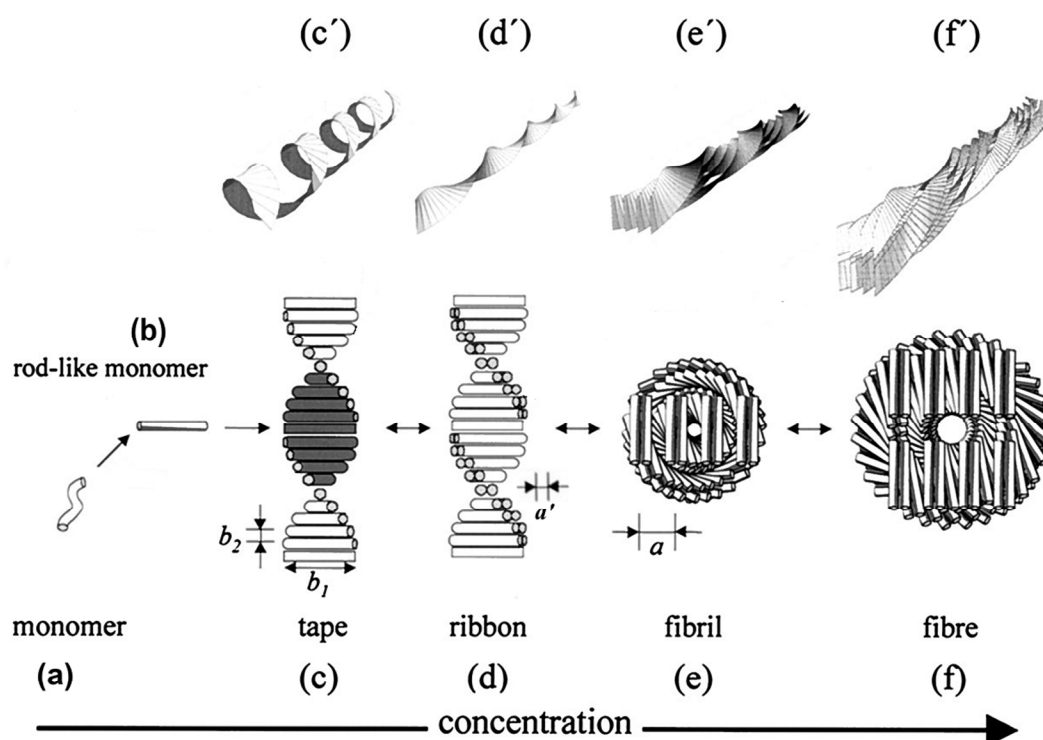 (c´) (d´) (e´) (f´)
(b)
rod-like monomer
a'
b2 a
b1
monomer tape ribbon fibril fibre
(a) (c) (d) (e) (f)
concentration